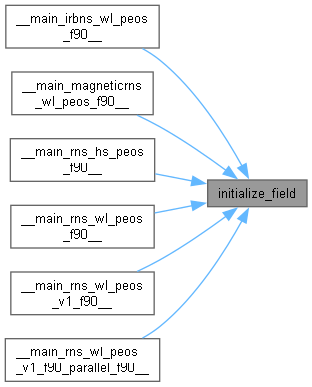 __main_irbns_wl_peos
_f90__
__main_magneticrns
_wl_peos_f90__
__main_rns_hs_peos
_f90__
initialize_field
__main_rns_wl_peos
_f90__
__main_rns_wl_peos
_v1_f90__
__main_rns_wl_peos
_v1_f90_parallel_f90__